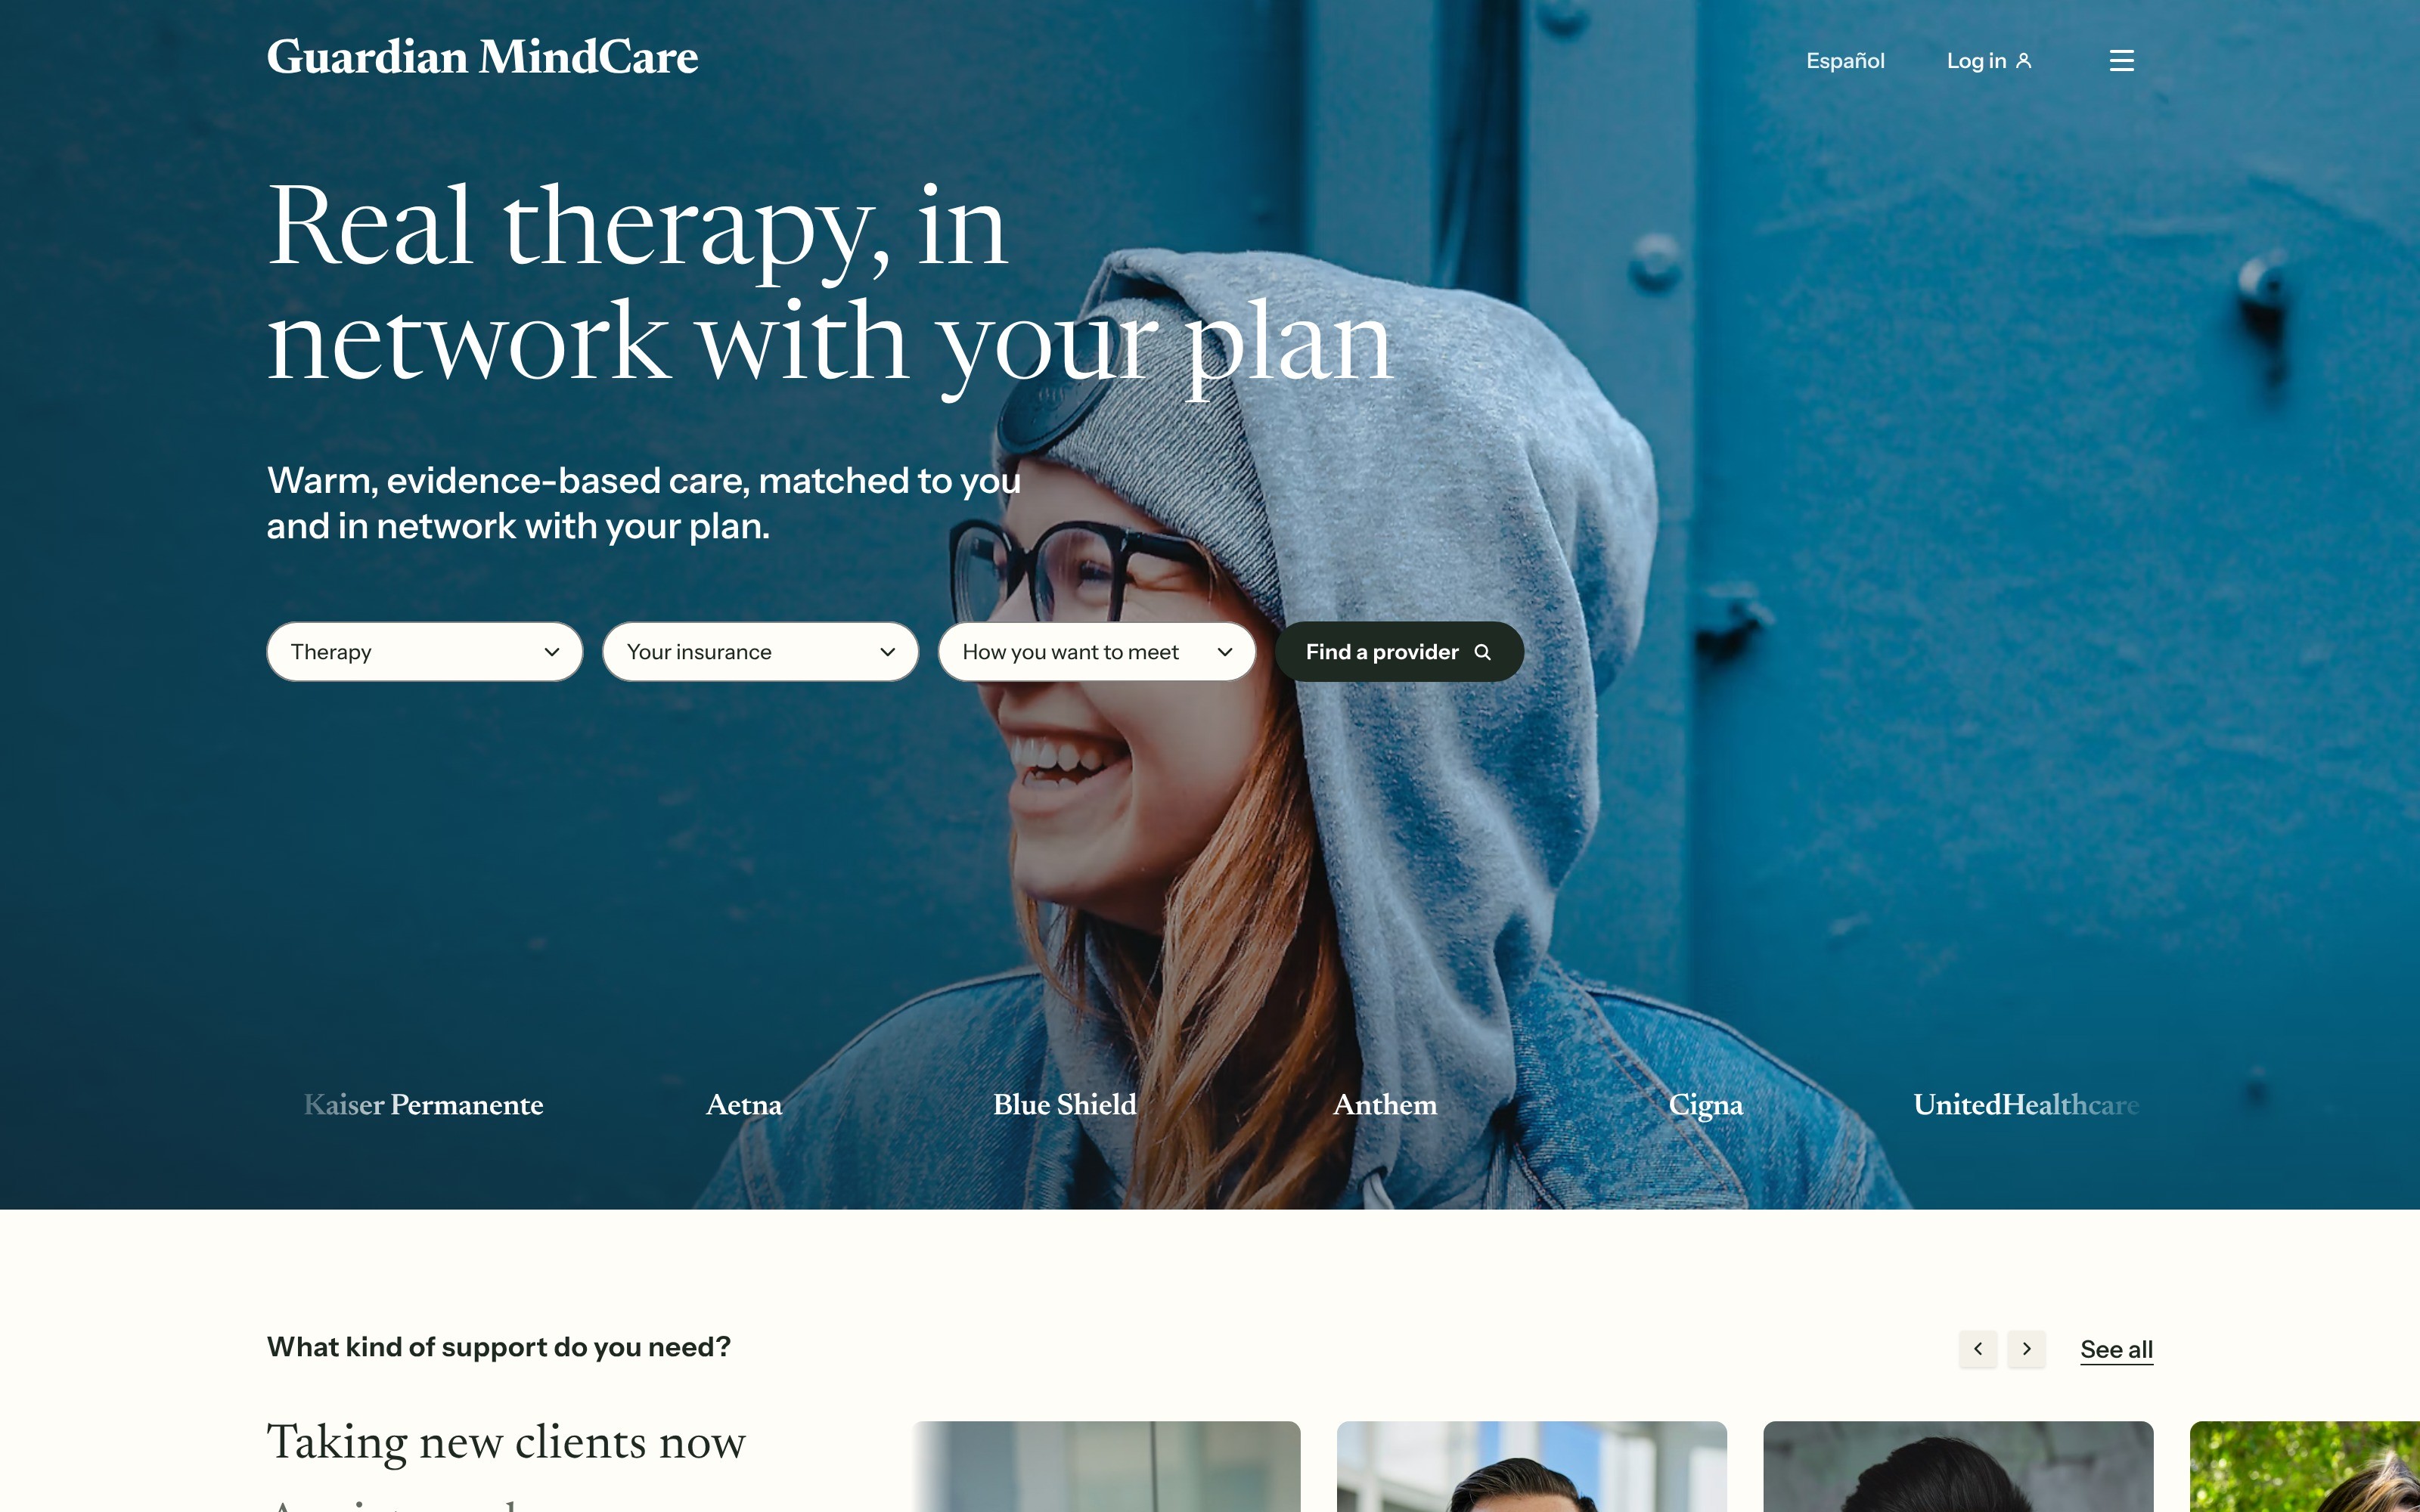 Guardian MindCare
Español
Log in
Real therapy, in
network with your plan
Warm, evidence-based care, matched to you
and in network with your plan.
Therapy
Your insurance
How you want to meet
Find a provider
Kaiser Permanente
Aetna
Blue Shield
Anthem
Cigna
UnitedHealthcare
What kind of support do you need?
See all
Taking new clients now